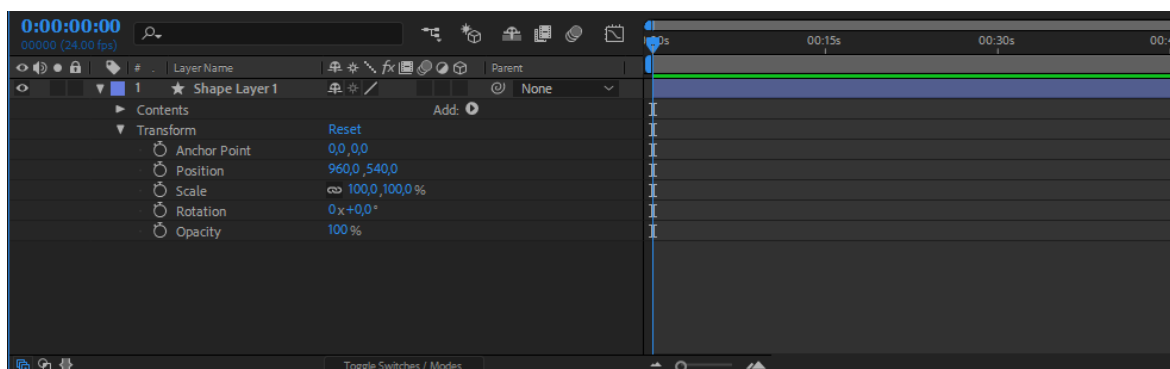 0:00:00:00
00000 (24.00 fps)
00:15s 00:30s
# . Layer Name Parent
1 Shape Layer 1 None
Contents Add:
Transform Reset
Anchor Point 0,0,0,0
Position 960,0,540,0
Scale 100,0,100,0 %
Rotation 0x+0,0°
Opacity 100 %
Toggle Switches / Modes